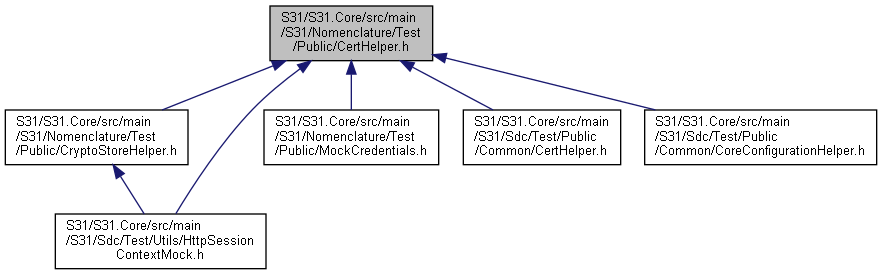 S31/S31.Core/src/main
/S31/Nomenclature/Test
/Public/CertHelper.h
S31/S31.Core/src/main
/S31/Nomenclature/Test
/Public/CryptoStoreHelper.h
S31/S31.Core/src/main
/S31/Nomenclature/Test
/Public/MockCredentials.h
S31/S31.Core/src/main
/S31/Sdc/Test/Public
/Common/CertHelper.h
S31/S31.Core/src/main
/S31/Sdc/Test/Public
/Common/CoreConfigurationHelper.h
S31/S31.Core/src/main
/S31/Sdc/Test/Utils/HttpSession
ContextMock.h